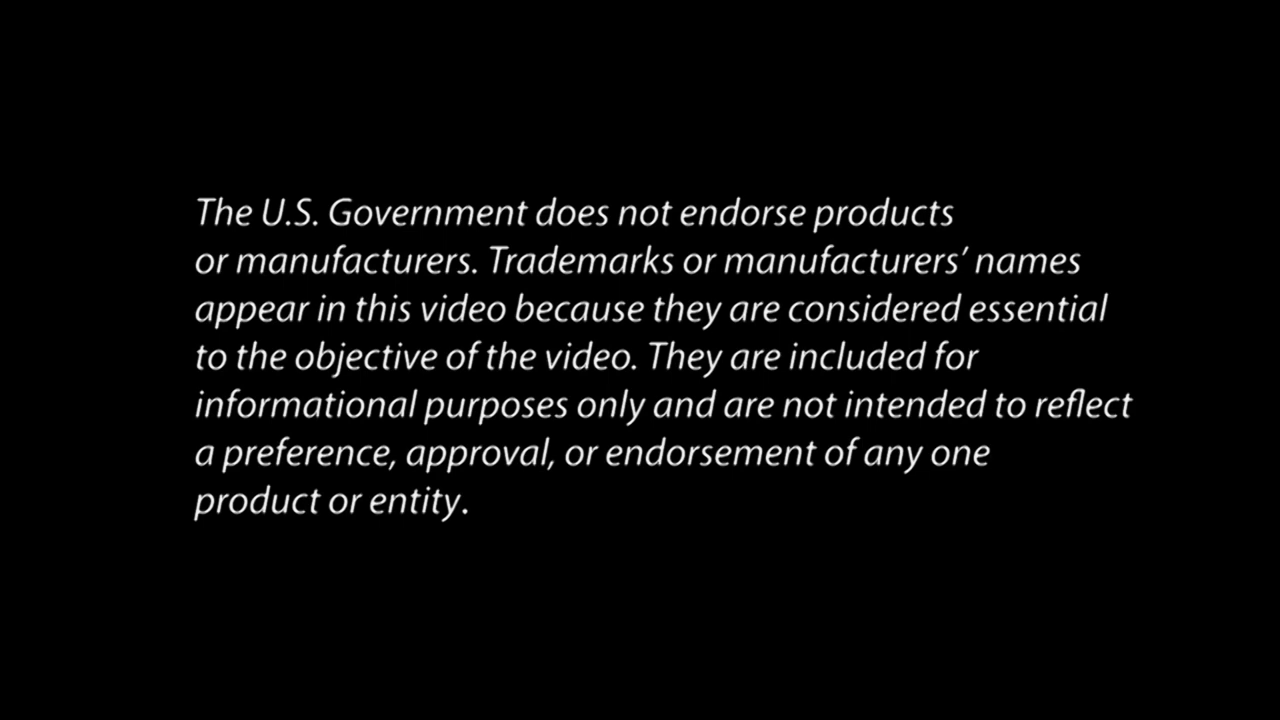 The U.S. Government does not endorse products
or manufacturers. Trademarks or manufacturers’ names
appear in this video because they are considered essential
to the objective of the video. They are included for
informational purposes only and are not intended to reflect
a preference, approval, or endorsement of any one
product or entity.